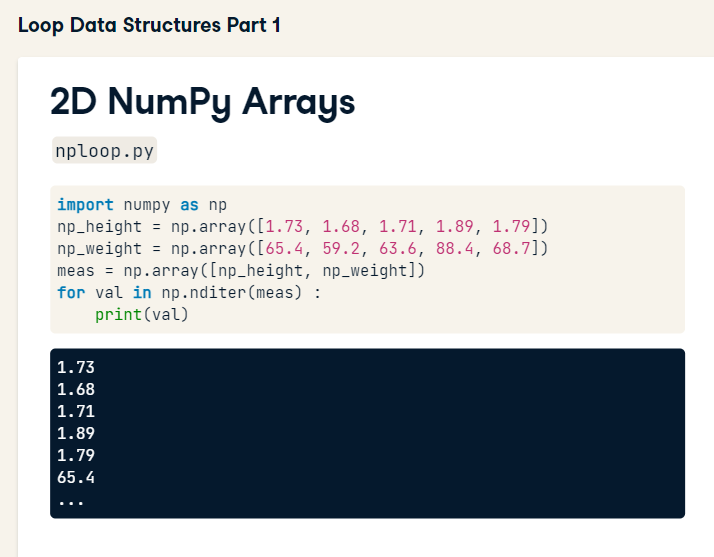 Loop Data Structures Part 1
2D NumPy Arrays
nploop.py
import numpy as np
np_height = np.array([1.73, 1.68, 1.71, 1.89, 1.79])
np_weight = np.array([65.4, 59.2, 63.6, 88.4, 68.7])
meas = np.array([np_height, np_weight])
for val in np.nditer(meas) :
    print(val)
1.73
1.68
1.71
1.89
1.79
65.4
...